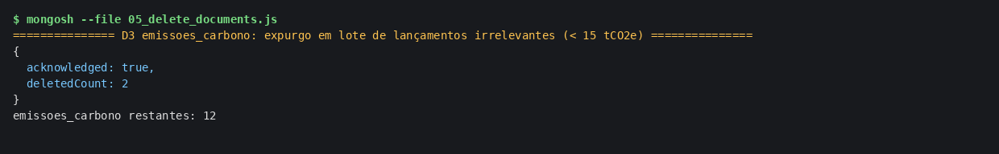 $ mongosh --file 05_delete_documents.js
=============== D3 emissoes_carbono: expurgo em lote de lançamentos irrelevantes (< 15 tCO2e) ===============
{
  acknowledged: true,
  deletedCount: 2
}
emissoes_carbono restantes: 12